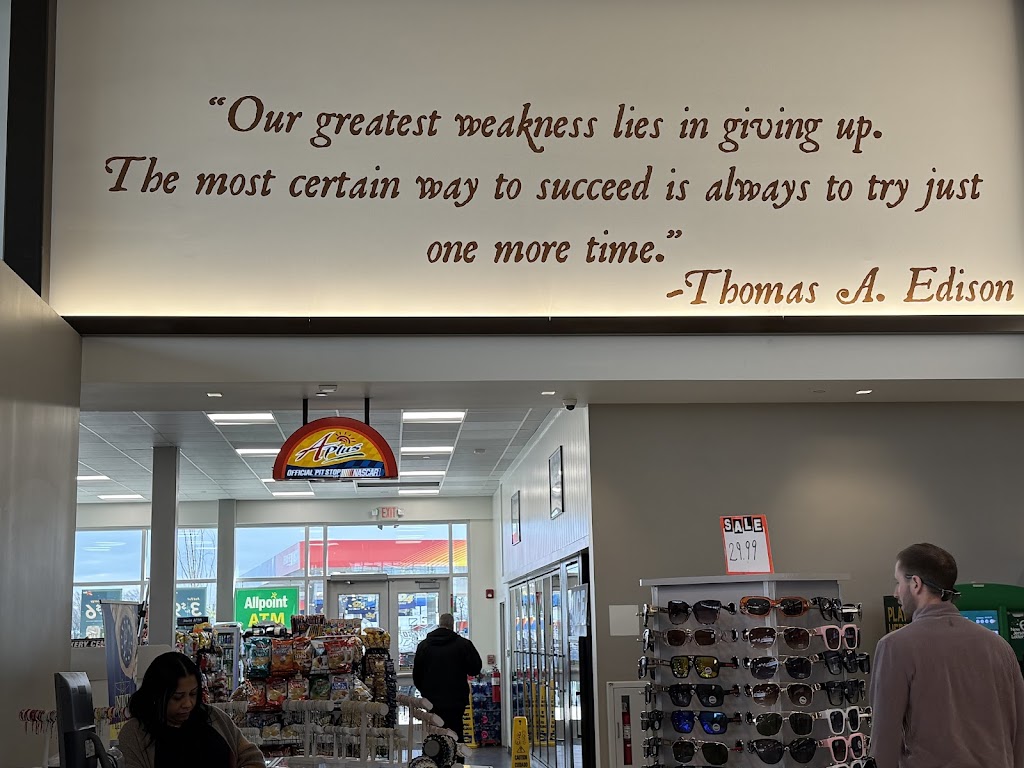 “Our greatest weakness lies in giving up.
The most certain way to succeed is always to try just
one more time.”
-Thomas A. Edison
APlus
OFFICIAL PIT STOP NASCAR
EXIT
SALE
29.99
Allpoint
ATM